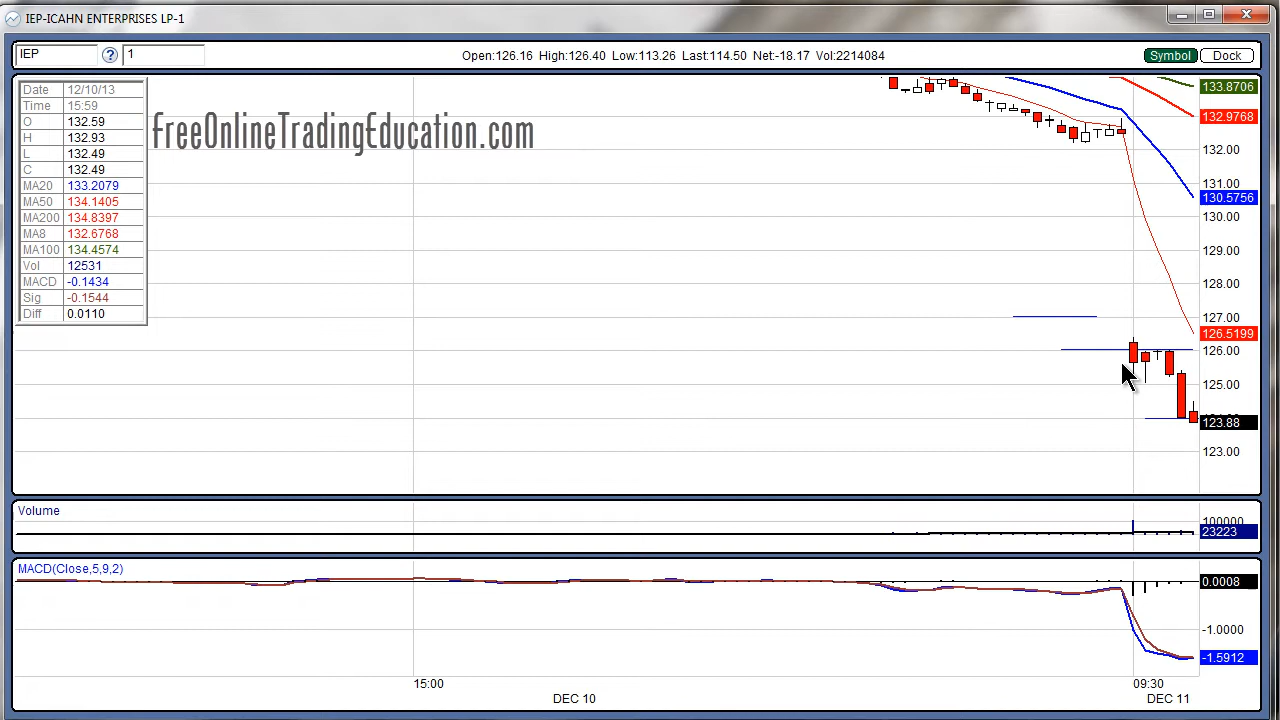 IEP-ICAHN ENTERPRISES LP-1
IEP ? 1 Open:126.16 High:126.40 Low:113.26 Last:114.50 Net:-18.17 Vol:2214084 Symbol Dock
Date 12/10/13
Time 15:59
O 132.59
H 132.93
L 132.49
C 132.49
MA20 133.2079
MA50 134.1405
MA200 134.8397
MA8 132.6768
MA100 134.4574
Vol 12531
MACD -0.1434
Sig -0.1544
Diff 0.0110
FreeOnlineTradingEducation.com
133.8706
132.9768
132.00
131.00
130.5756
130.00
129.00
128.00
127.00
126.5199
126.00
125.00
123.88
123.00
Volume
100000
23223
MACD(Close,5,9,2)
0.0008
-1.0000
-1.5912
15:00 09:30
DEC 10 DEC 11